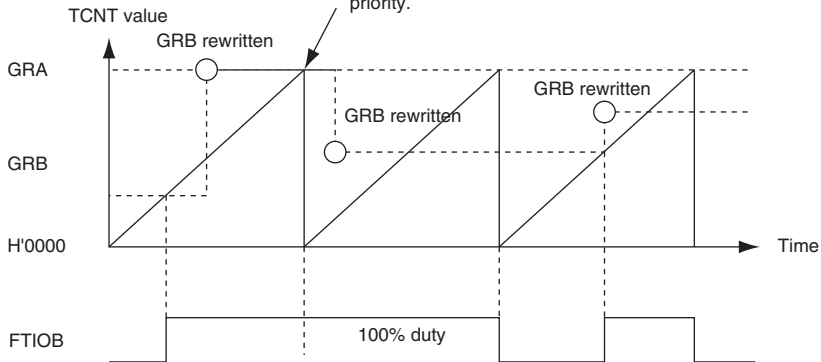 priority.
TCNT value
GRB rewritten
GRA
GRB rewritten
GRB rewritten
GRB
H'0000
Time
FTIOB
100% duty